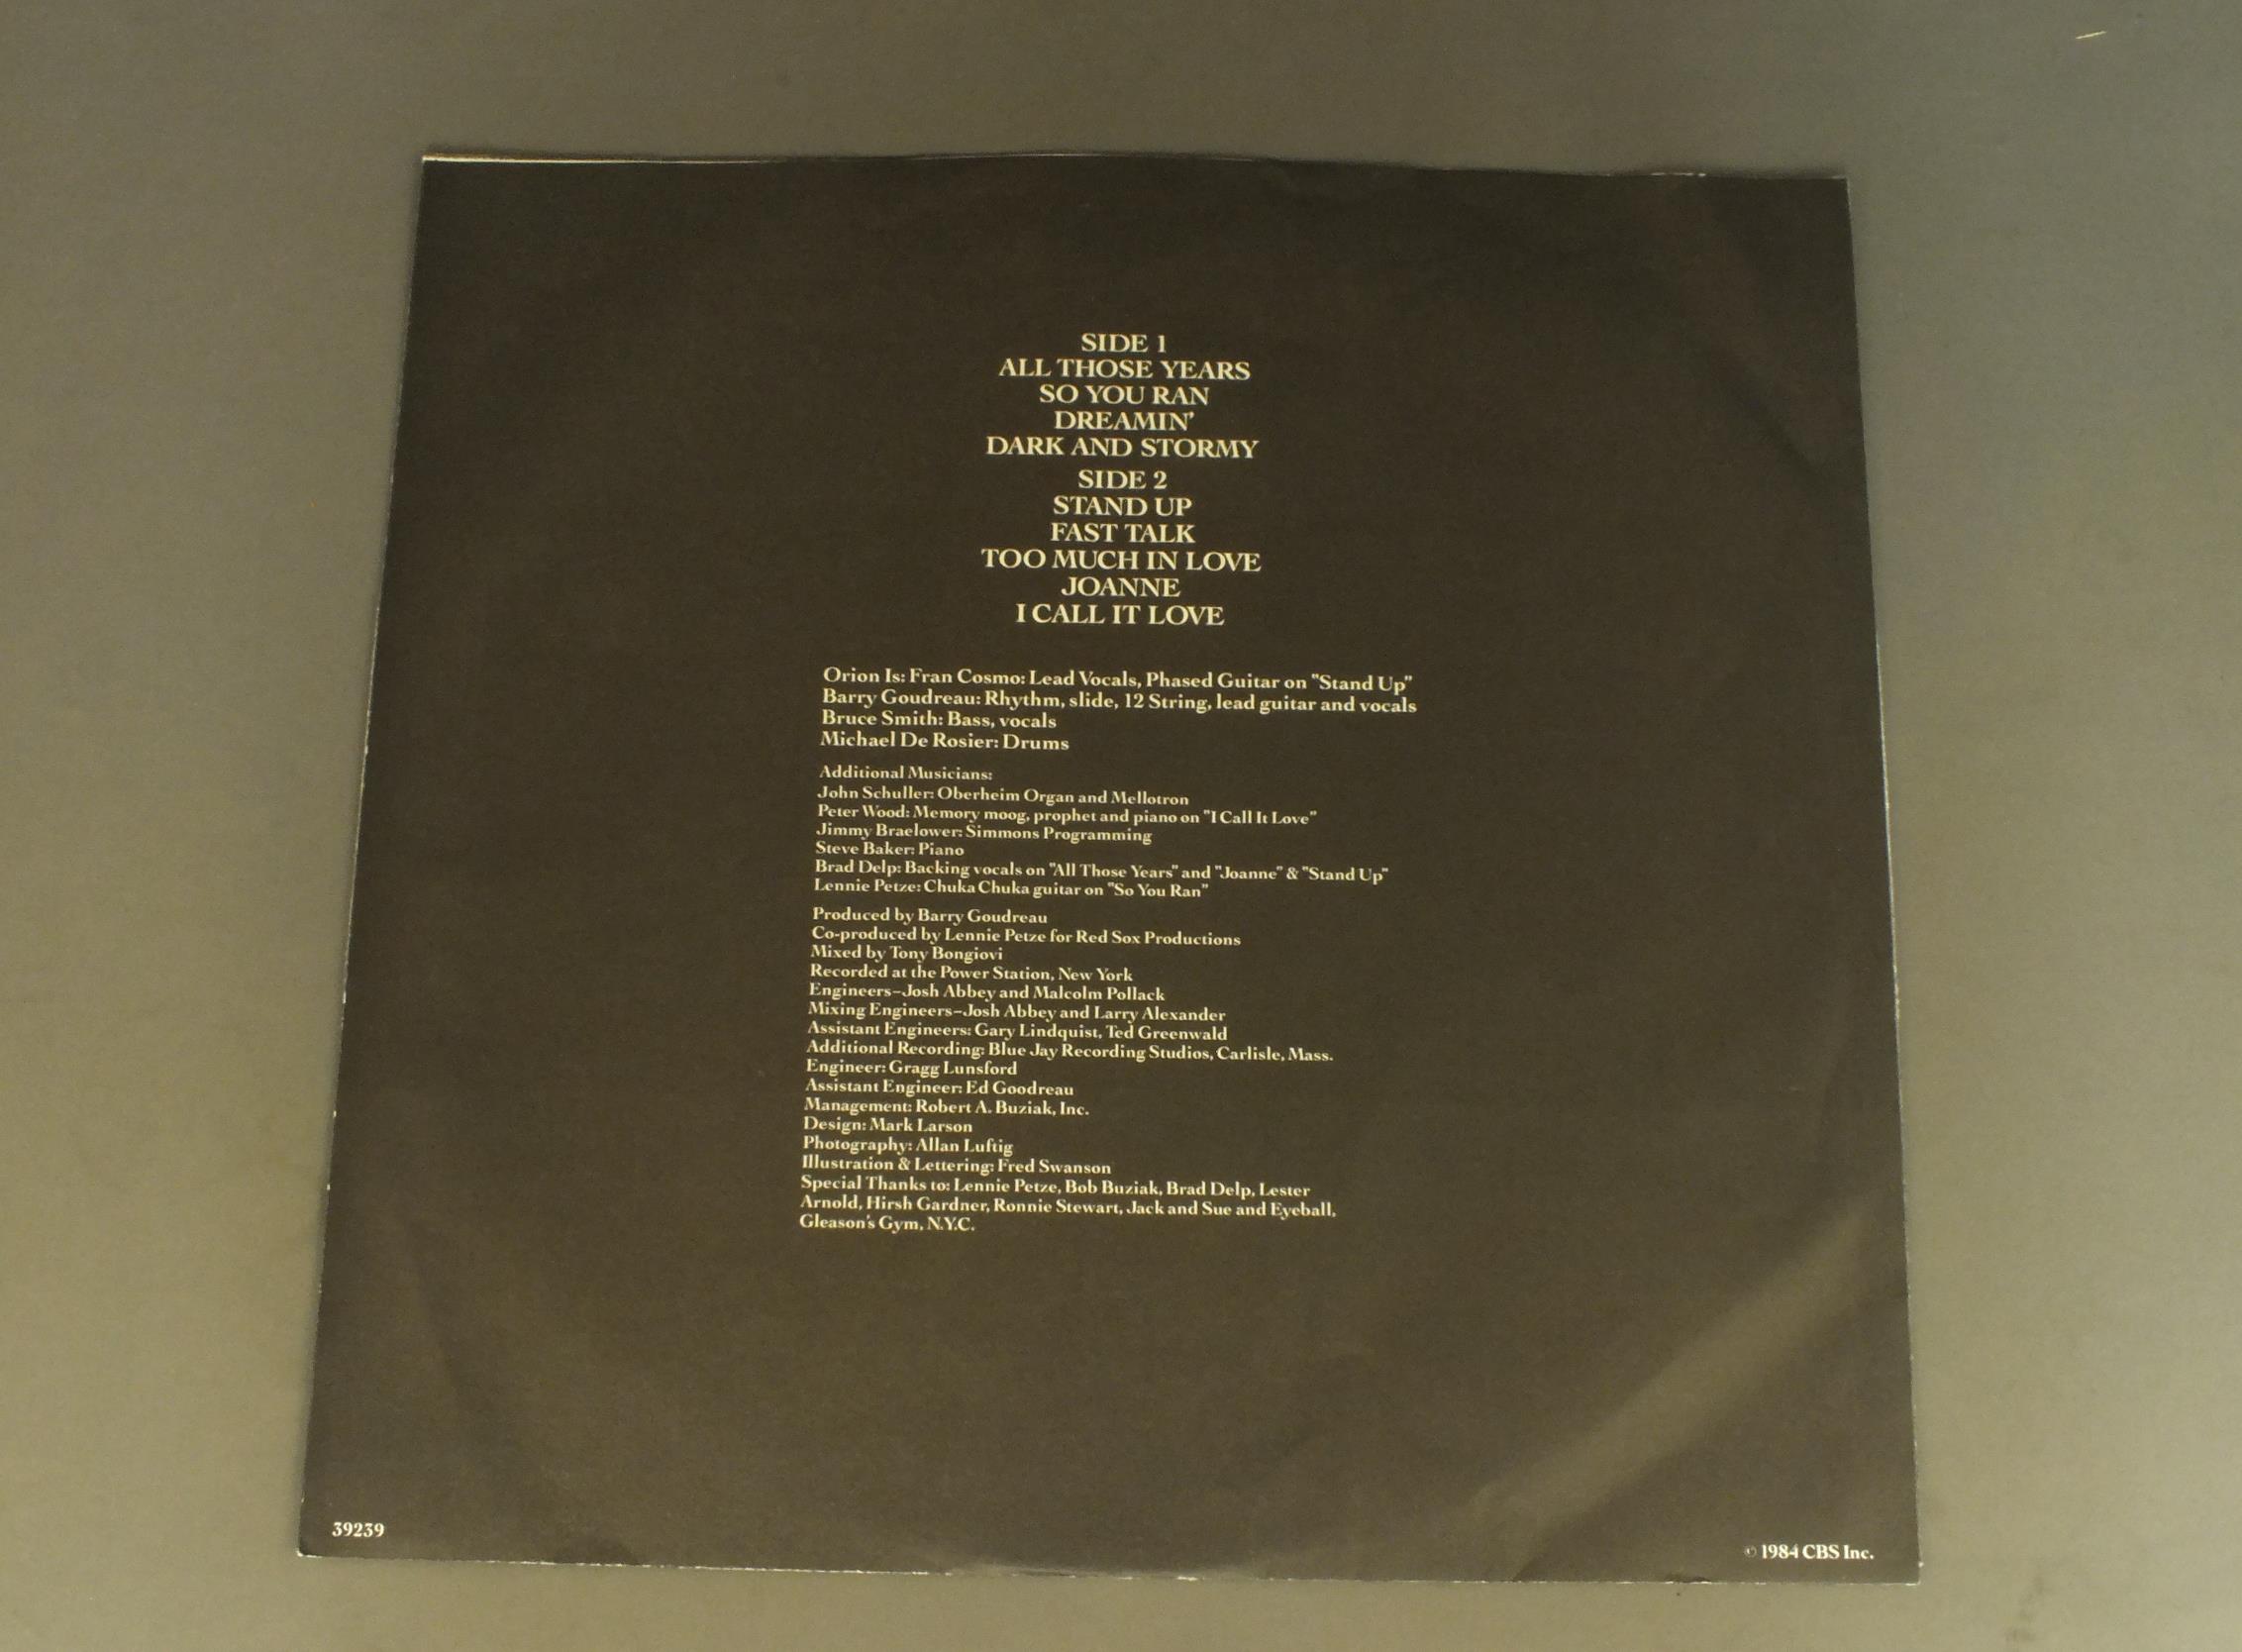 SIDE 1
ALL THOSE YEARS
SO YOU RAN
DREAMIN'
DARK AND STORMY
SIDE 2
STAND UP
FAST TALK
TOO MUCH IN LOVE
JOANNE
I CALL IT LOVE
Orion Is: Fran Cosmo: Lead Vocals, Phased Guitar on "Stand Up"
Barry Goudreau: Rhythm, slide, 12 String, lead guitar and vocals
Bruce Smith: Bass, vocals
Michael De Rosier: Drums
Additional Musicians:
John Schuller: Oberheim Organ and Mellotron
Peter Wood: Memory moog, prophet and piano on "I Call It Love"
Jimmy Braelower: Simmons Programming
Steve Baker: Piano
Brad Delp: Backing vocals on "All Those Years" and "Joanne" & "Stand Up"
Lennie Petze: Chuka Chuka guitar on "So You Ran"
Produced by Barry Goudreau
Co-produced by Lennie Petze for Red Sox Productions
Mixed by Tony Bongiovi
Recorded at the Power Station, New York
Engineers–Josh Abbey and Malcolm Pollack
Mixing Engineers–Josh Abbey and Larry Alexander
Assistant Engineers: Gary Lindquist, Ted Greenwald
Additional Recording: Blue Jay Recording Studios, Carlisle, Mass.
Engineer: Gragg Lunsford
Assistant Engineer: Ed Goodreau
Management: Robert A. Buziak, Inc.
Design: Mark Larson
Photography: Allan Luftig
Illustration & Lettering: Fred Swanson
Special Thanks to: Lennie Petze, Bob Buziak, Brad Delp, Lester
Arnold, Hirsh Gardner, Ronnie Stewart, Jack and Sue and Eyeball,
Gleason's Gym, N.Y.C.
39239
© 1984 CBS Inc.